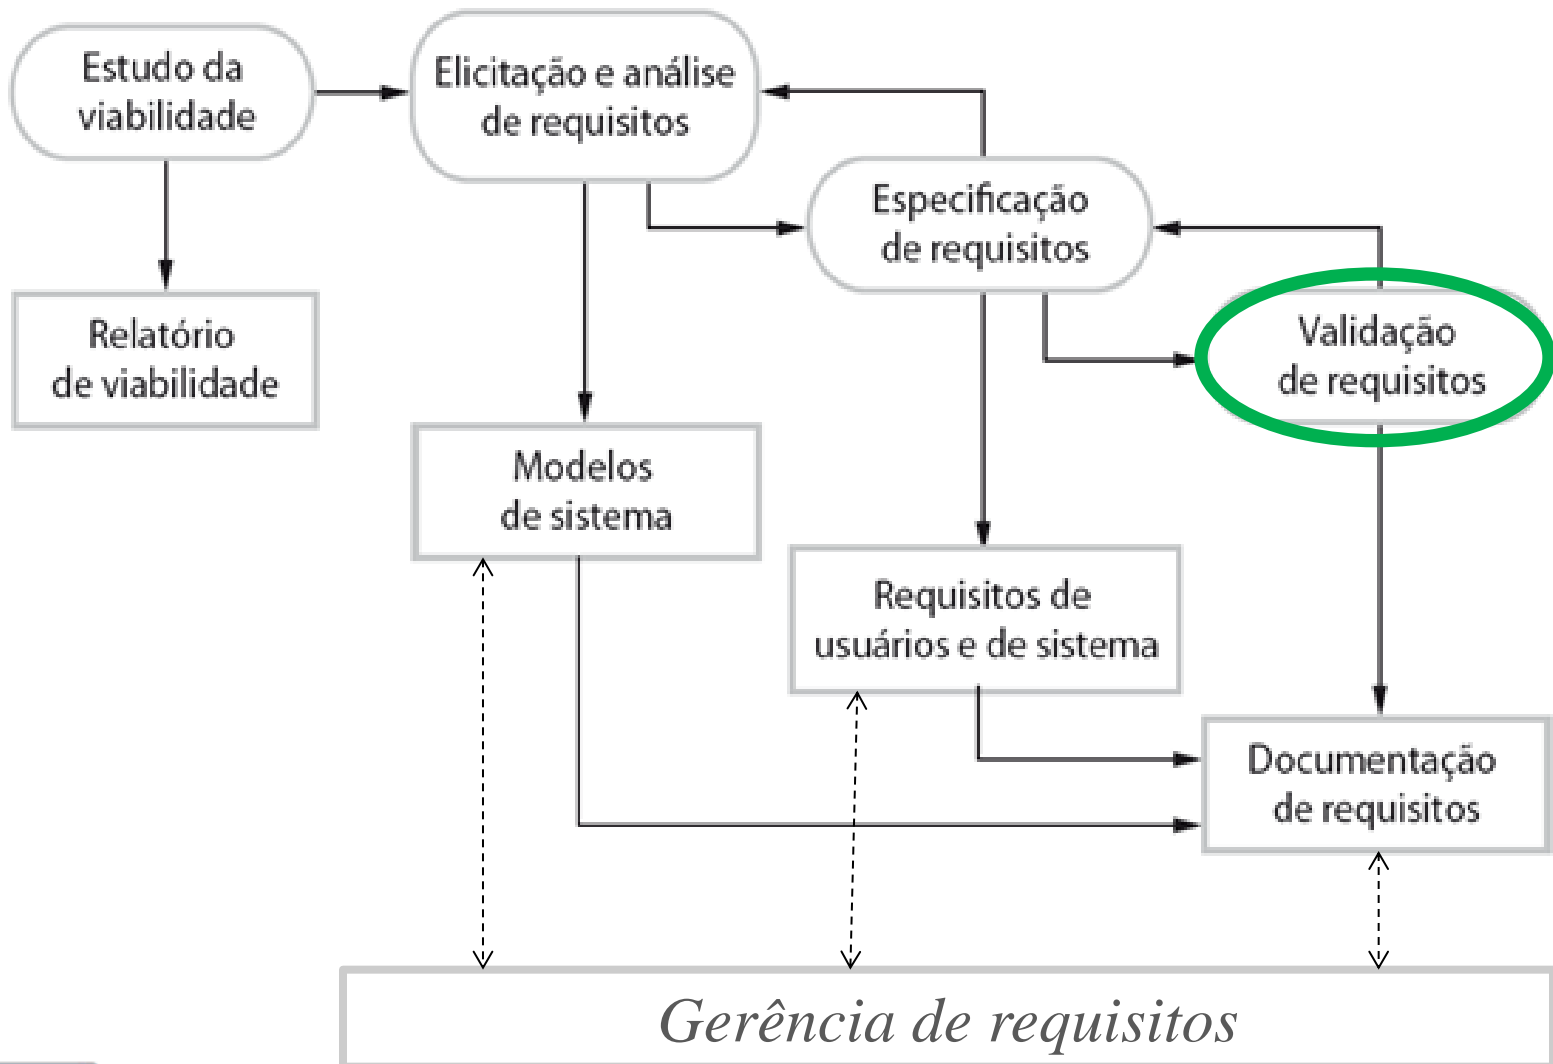 Estudo da
viabilidade
Elicitação e análise
de requisitos
Especificação
de requisitos
Validação
de requisitos
Relatório
de viabilidade
Modelos
de sistema
Requisitos de
usuários e de sistema
Documentação
de requisitos
Gerência de requisitos